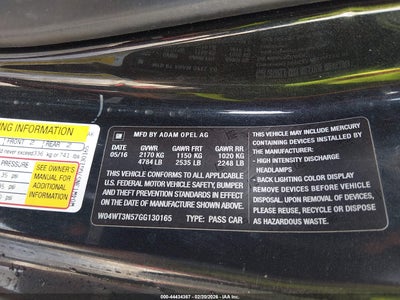 ING INFORMATION
FRONT 2 REAR 2
PRESSURE
SEE OWNER'S
MANUAL FOR
ADDITIONAL
INFORMATION
GM MFD BY ADAM OPEL AG
DATE GVWR GAWR FR GAWR RR
05/16 2170 KG 1150 KG 1020 KG
4784 LB 2535 LB 2248 LB
THIS VEHICLE CONFORMS TO ALL APPLICABLE
U.S. FEDERAL MOTOR VEHICLE SAFETY, BUMPER
AND THEFT PREVENTION STANDARDS
IN EFFECT ON THE DATE OF
MANUFACTURE SHOWN ABOVE.
W04WT3N57GG130165 TYPE: PASS CAR
THIS VEHICLE MAY INCLUDE MERCURY
CONTAINING DEVICES INSTALLED BY
THE MANUFACTURER:
- HIGH INTENSITY DISCHARGE
HEADLAMPS
- BACK LIGHTING COLOR DISPLAY
REMOVE DEVICES BEFORE VEHICLE
DISPOSAL. UPON REMOVAL OF
DEVICES PLEASE REUSE, RECYCLE
OR DISPOSE AS HAZARDOUS WASTE.
000-44434367 - 02/20/2026 - IAA Inc.